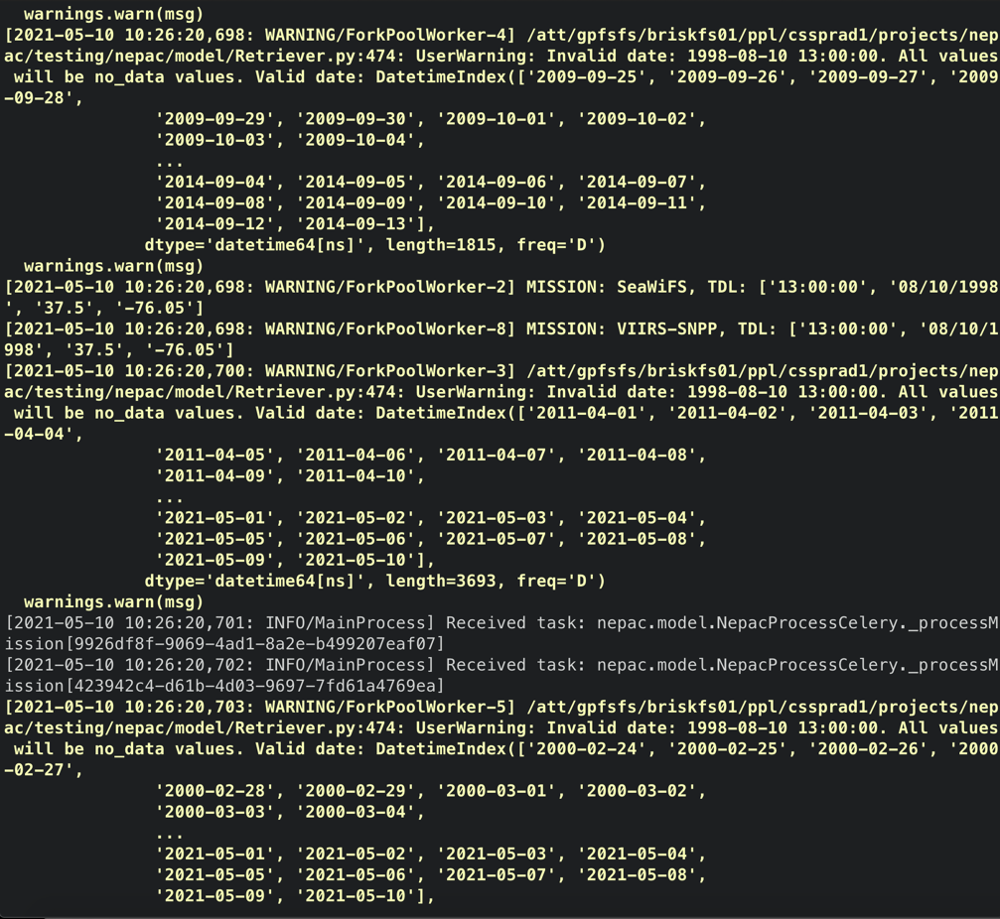 warnings.warn(msg)
[2021-05-10 10:26:20,698: WARNING/ForkPoolWorker-4] /att/gpfsfs/briskfs01/ppl/cssprad1/projects/nep
ac/testing/nepac/model/Retriever.py:474: UserWarning: Invalid date: 1998-08-10 13:00:00. All values
 will be no_data values. Valid date: DatetimeIndex(['2009-09-25', '2009-09-26', '2009-09-27', '2009
-09-28',
               '2009-09-29', '2009-09-30', '2009-10-01', '2009-10-02',
               '2009-10-03', '2009-10-04',
               ...
               '2014-09-04', '2014-09-05', '2014-09-06', '2014-09-07',
               '2014-09-08', '2014-09-09', '2014-09-10', '2014-09-11',
               '2014-09-12', '2014-09-13'],
              dtype='datetime64[ns]', length=1815, freq='D')
  warnings.warn(msg)
[2021-05-10 10:26:20,698: WARNING/ForkPoolWorker-2] MISSION: SeaWiFS, TDL: ['13:00:00', '08/10/1998
', '37.5', '-76.05']
[2021-05-10 10:26:20,698: WARNING/ForkPoolWorker-8] MISSION: VIIRS-SNPP, TDL: ['13:00:00', '08/10/1
998', '37.5', '-76.05']
[2021-05-10 10:26:20,700: WARNING/ForkPoolWorker-3] /att/gpfsfs/briskfs01/ppl/cssprad1/projects/nep
ac/testing/nepac/model/Retriever.py:474: UserWarning: Invalid date: 1998-08-10 13:00:00. All values
 will be no_data values. Valid date: DatetimeIndex(['2011-04-01', '2011-04-02', '2011-04-03', '2011
-04-04',
               '2011-04-05', '2011-04-06', '2011-04-07', '2011-04-08',
               '2011-04-09', '2011-04-10',
               ...
               '2021-05-01', '2021-05-02', '2021-05-03', '2021-05-04',
               '2021-05-05', '2021-05-06', '2021-05-07', '2021-05-08',
               '2021-05-09', '2021-05-10'],
              dtype='datetime64[ns]', length=3693, freq='D')
  warnings.warn(msg)
[2021-05-10 10:26:20,701: INFO/MainProcess] Received task: nepac.model.NepacProcessCelery._processM
ission[9926df8f-9069-4ad1-8a2e-b499207eaf07]
[2021-05-10 10:26:20,702: INFO/MainProcess] Received task: nepac.model.NepacProcessCelery._processM
ission[423942c4-d61b-4d03-9697-7fd61a4769ea]
[2021-05-10 10:26:20,703: WARNING/ForkPoolWorker-5] /att/gpfsfs/briskfs01/ppl/cssprad1/projects/nep
ac/testing/nepac/model/Retriever.py:474: UserWarning: Invalid date: 1998-08-10 13:00:00. All values
 will be no_data values. Valid date: DatetimeIndex(['2000-02-24', '2000-02-25', '2000-02-26', '2000
-02-27',
               '2000-02-28', '2000-02-29', '2000-03-01', '2000-03-02',
               '2000-03-03', '2000-03-04',
               ...
               '2021-05-01', '2021-05-02', '2021-05-03', '2021-05-04',
               '2021-05-05', '2021-05-06', '2021-05-07', '2021-05-08',
               '2021-05-09', '2021-05-10'],